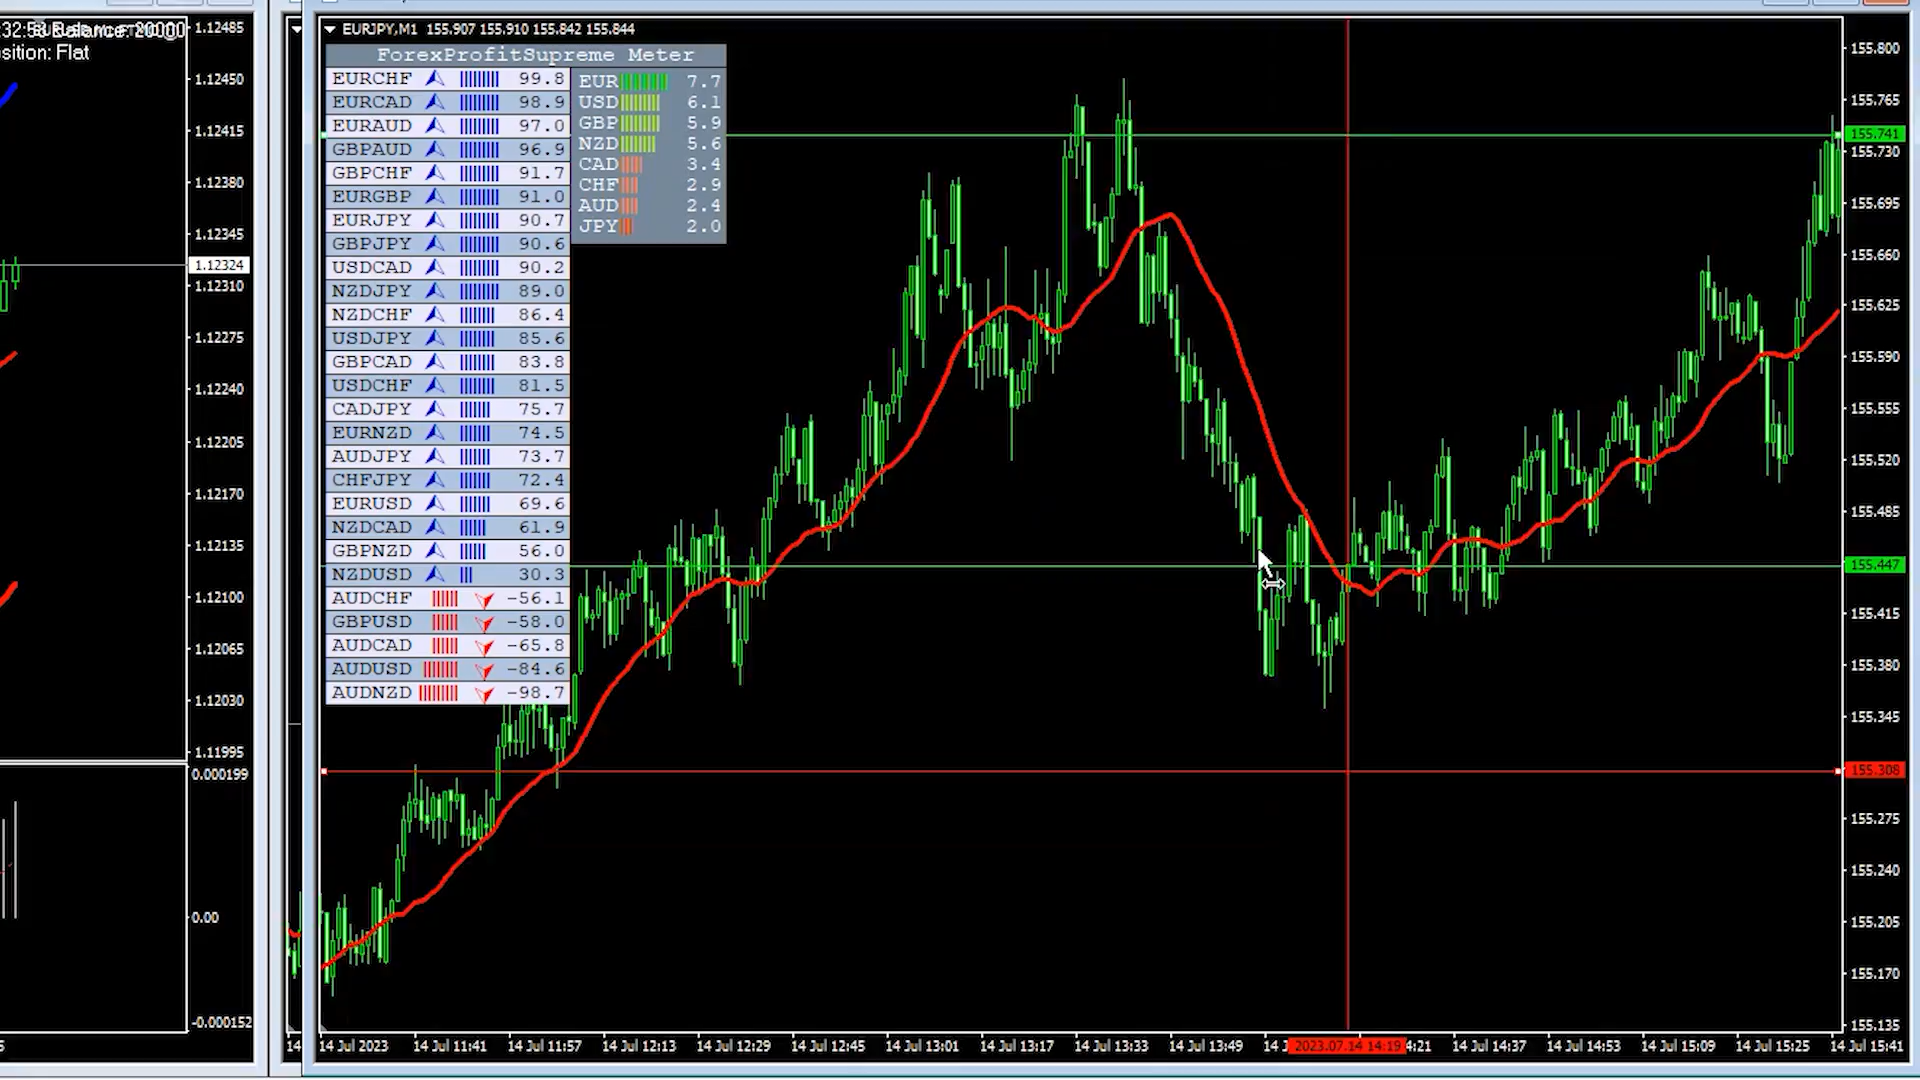 Balance: 20000
sition: Flat
1.12485
1.12450
1.12415
1.12380
1.12345
1.12324
1.12310
1.12275
1.12240
1.12205
1.12170
1.12135
1.12100
1.12065
1.12030
1.11995
0.000199
0.00
-0.000152
EURJPY,M1 155.907 155.910 155.842 155.844
ForexProfitSupreme Meter
EURCHF 99.8
EURCAD 98.9
EURAUD 97.0
GBPAUD 96.9
GBPCHF 91.7
EURGBP 91.0
EURJPY 90.7
GBPJPY 90.6
USDCAD 90.2
NZDJPY 89.0
NZDCHF 86.4
USDJPY 85.6
GBPCAD 83.8
USDCHF 81.5
CADJPY 75.7
EURNZD 74.5
AUDJPY 73.7
CHFJPY 72.4
EURUSD 69.6
NZDCAD 61.9
GBPNZD 56.0
NZDUSD 30.3
AUDCHF -56.1
GBPUSD -58.0
AUDCAD -65.8
AUDUSD -84.6
AUDNZD -98.7
EUR 7.7
USD 6.1
GBP 5.9
NZD 5.6
CAD 3.4
CHF 2.9
AUD 2.4
JPY 2.0
155.800
155.765
155.741
155.730
155.695
155.660
155.625
155.590
155.555
155.520
155.485
155.447
155.415
155.380
155.345
155.308
155.275
155.240
155.205
155.170
155.135
14 Jul 2023 14 Jul 11:41 14 Jul 11:57 14 Jul 12:13 14 Jul 12:29 14 Jul 12:45 14 Jul 13:01 14 Jul 13:17 14 Jul 13:33 14 Jul 13:49 2023.07.14 14:19 4:21 14 Jul 14:37 14 Jul 14:53 14 Jul 15:09 14 Jul 15:25 14 Jul 15:41